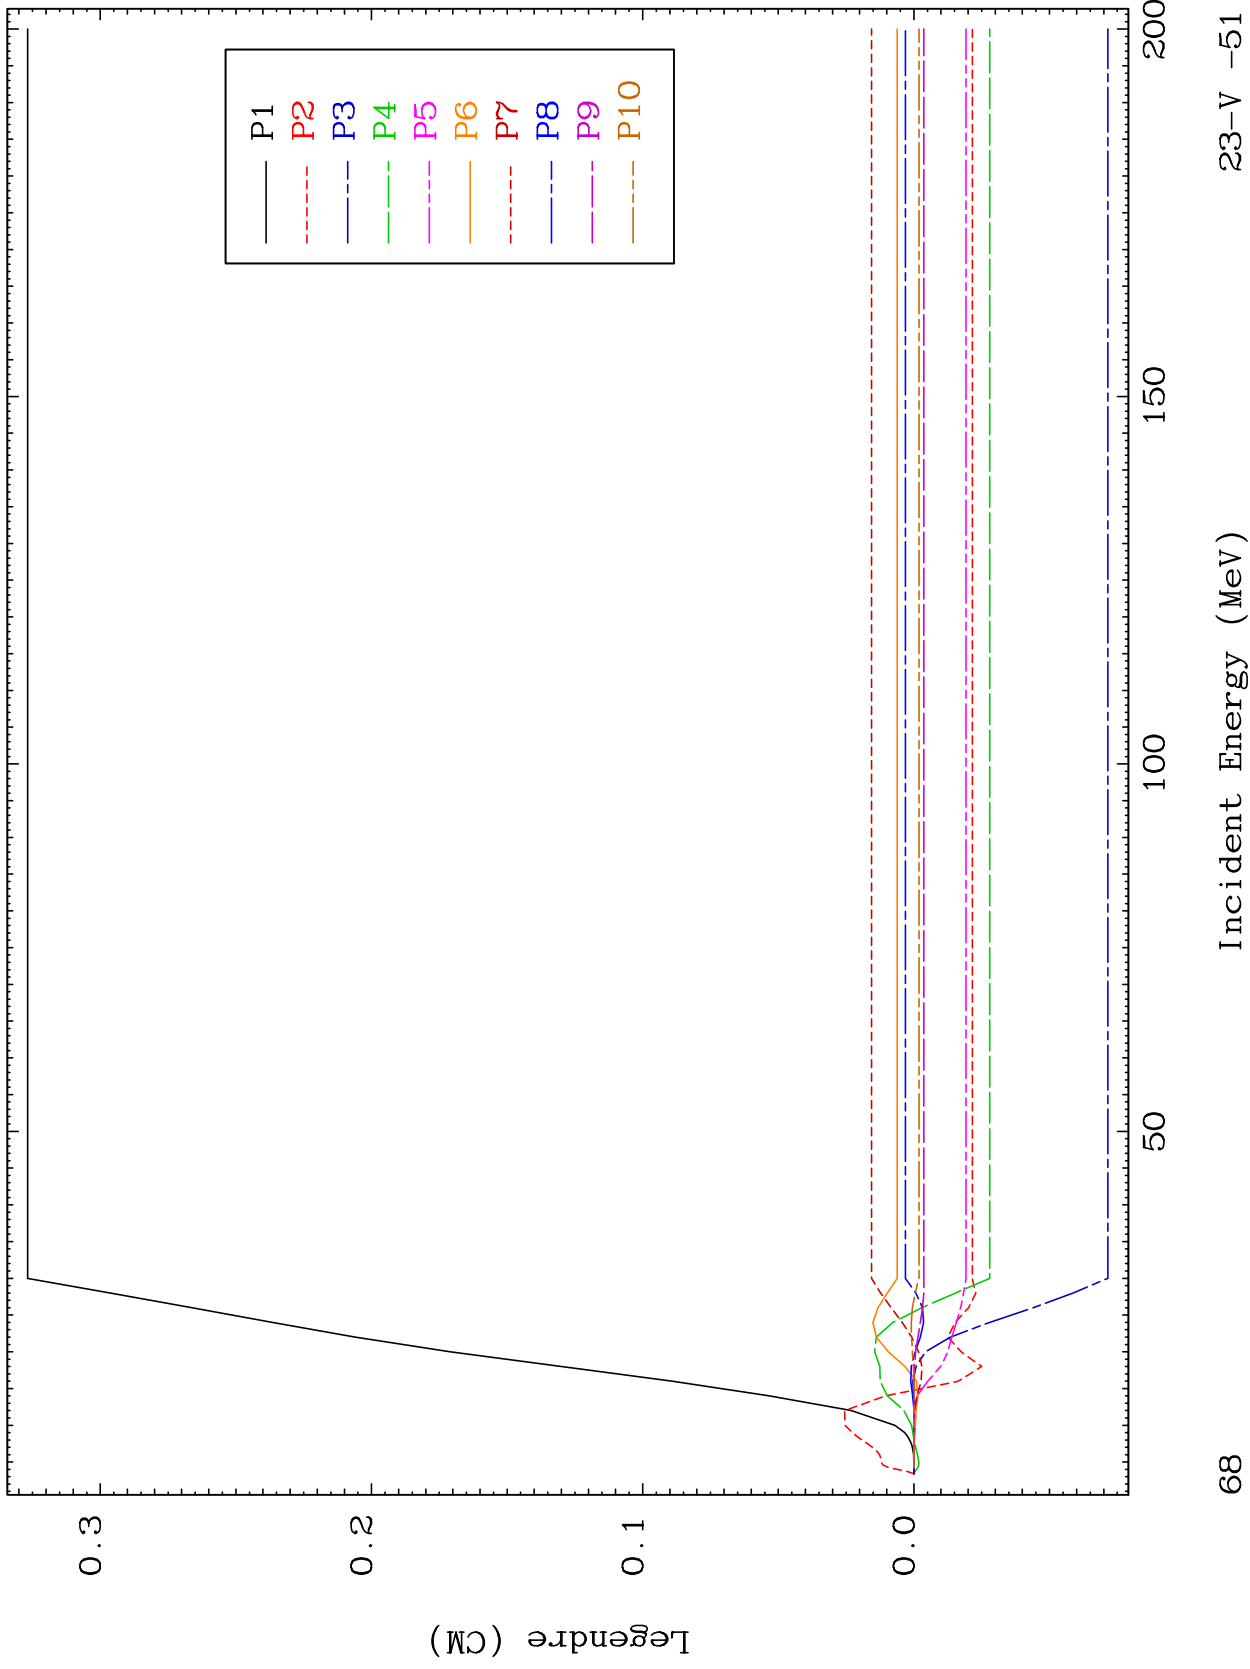 P1
P2
P3
P4
P5
P6
P7
P8
P9
P10
0.3
0.2
0.1
0.0
Legendre (CM)
50
100
150
200
Incident Energy (MeV)
68
23-V -51